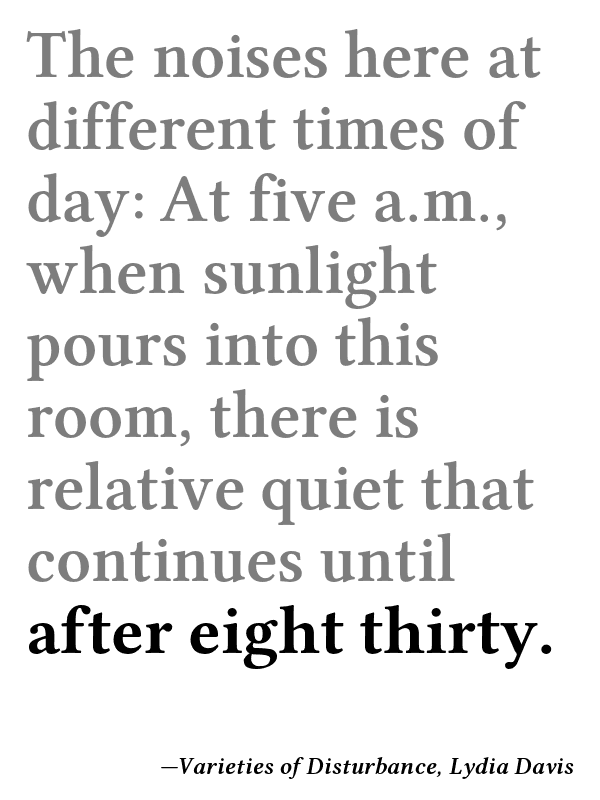 The noises here at
different times of
day: At five a.m.,
when sunlight
pours into this
room, there is
relative quiet that
continues until
after eight thirty.
—Varieties of Disturbance, Lydia Davis